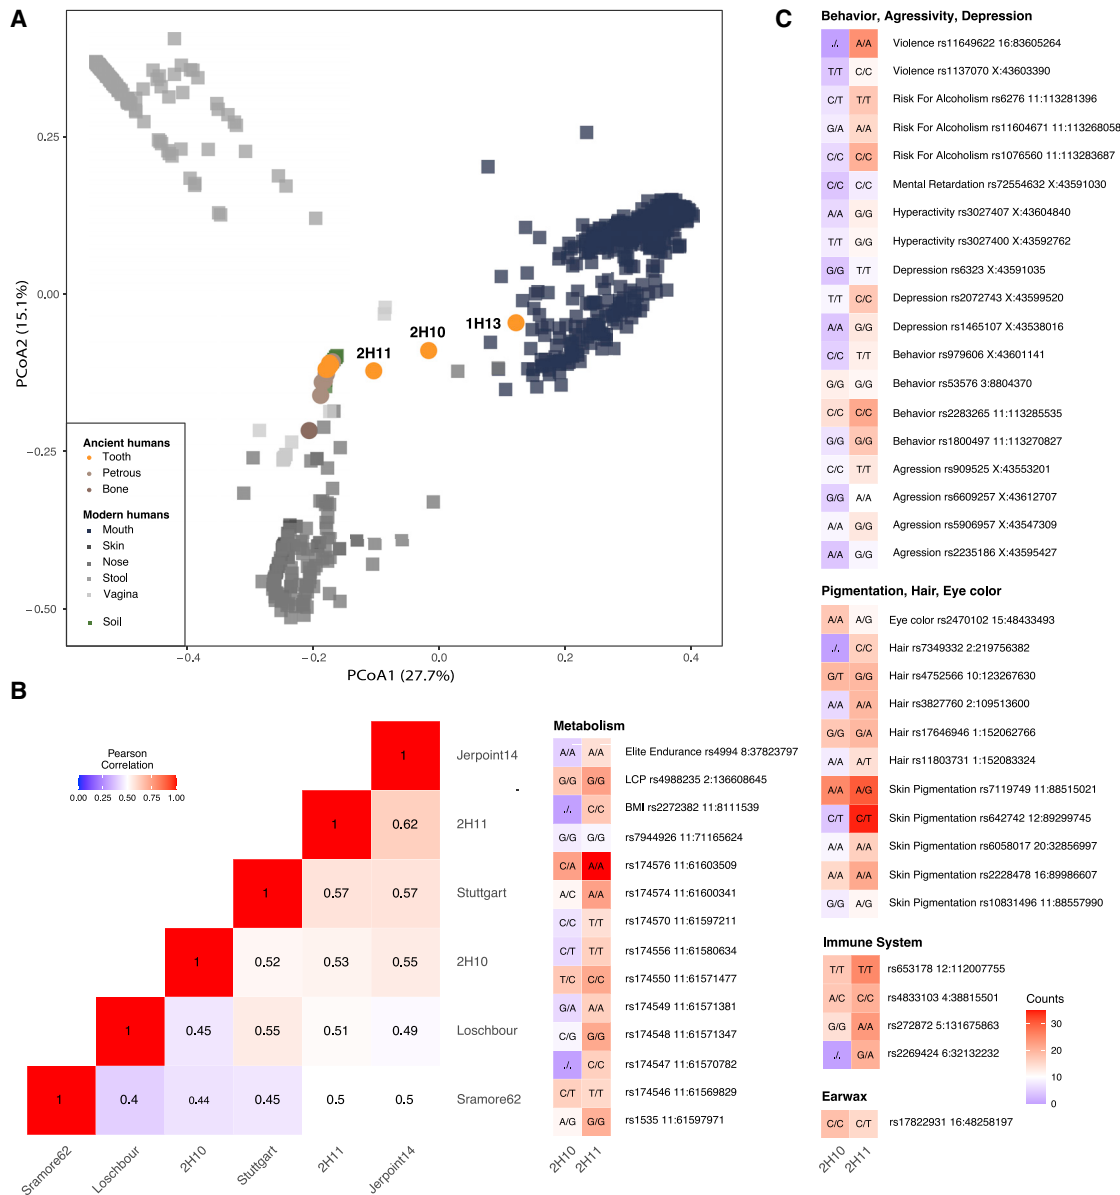 A
0.25
0.00
−0.25
−0.50
PCoA2 (15.1%)
1H13
2H10
2H11
Ancient humans
Tooth
Petrous
Bone
Modern humans
Mouth
Skin
Nose
Stool
Vagina
Soil
−0.4
−0.2
0.0
0.2
0.4
PCoA1 (27.7%)
B
Pearson
Correlation
0.00 0.25 0.50 0.75 1.00
1 Jerpoint14
1 0.62 2H11
1 0.57 0.57 Stuttgart
1 0.52 0.53 0.55 2H10
1 0.45 0.55 0.51 0.49 Loschbour
1 0.4 0.44 0.45 0.5 0.5 Sramore62
Sramore62
Loschbour
2H10
Stuttgart
2H11
Jerpoint14
Metabolism
A/A A/A Elite Endurance rs4994 8:37823797
G/G G/G LCP rs4988235 2:136608645
./. C/C BMI rs2272382 11:8111539
G/G G/G rs7944926 11:71165624
C/A A/A rs174576 11:61603509
A/C A/A rs174574 11:61600341
C/C T/T rs174570 11:61597211
C/T T/T rs174556 11:61580634
T/C C/C rs174550 11:61571477
G/A A/A rs174549 11:61571381
C/G G/G rs174548 11:61571347
./. C/C rs174547 11:61570782
C/T T/T rs174546 11:61569829
A/G G/G rs1535 11:61597971
2H10
2H11
C
Behavior, Agressivity, Depression
./. A/A Violence rs11649622 16:83605264
T/T C/C Violence rs1137070 X:43603390
C/T T/T Risk For Alcoholism rs6276 11:113281396
G/A A/A Risk For Alcoholism rs11604671 11:113268058
C/C C/C Risk For Alcoholism rs1076560 11:113283687
C/C C/C Mental Retardation rs72554632 X:43591030
A/A G/G Hyperactivity rs3027407 X:43604840
T/T G/G Hyperactivity rs3027400 X:43592762
G/G T/T Depression rs6323 X:43591035
T/T C/C Depression rs2072743 X:43599520
A/A G/G Depression rs1465107 X:43538016
C/C T/T Behavior rs979606 X:43601141
G/G G/G Behavior rs53576 3:8804370
C/C C/C Behavior rs2283265 11:113285535
G/G G/G Behavior rs1800497 11:113270827
C/C T/T Agression rs909525 X:43553201
G/G A/A Agression rs6609257 X:43612707
A/A G/G Agression rs5906957 X:43547309
A/A G/G Agression rs2235186 X:43595427
Pigmentation, Hair, Eye color
A/A A/G Eye color rs2470102 15:48433493
./. C/C Hair rs7349332 2:219756382
G/T G/G Hair rs4752566 10:123267630
A/A A/A Hair rs3827760 2:109513600
G/G G/A Hair rs17646946 1:152062766
A/A A/T Hair rs11803731 1:152083324
A/A A/G Skin Pigmentation rs7119749 11:88515021
C/T C/T Skin Pigmentation rs642742 12:89299745
A/A A/A Skin Pigmentation rs6058017 20:32856997
A/A A/A Skin Pigmentation rs2228478 16:89986607
G/G A/G Skin Pigmentation rs10831496 11:88557990
Immune System
T/T T/T rs653178 12:112007755
A/C C/C rs4833103 4:38815501
G/G A/A rs272872 5:131675863
./. G/A rs2269424 6:32132232
Counts
30
20
10
0
Earwax
C/C C/T rs17822931 16:48258197
2H10
2H11